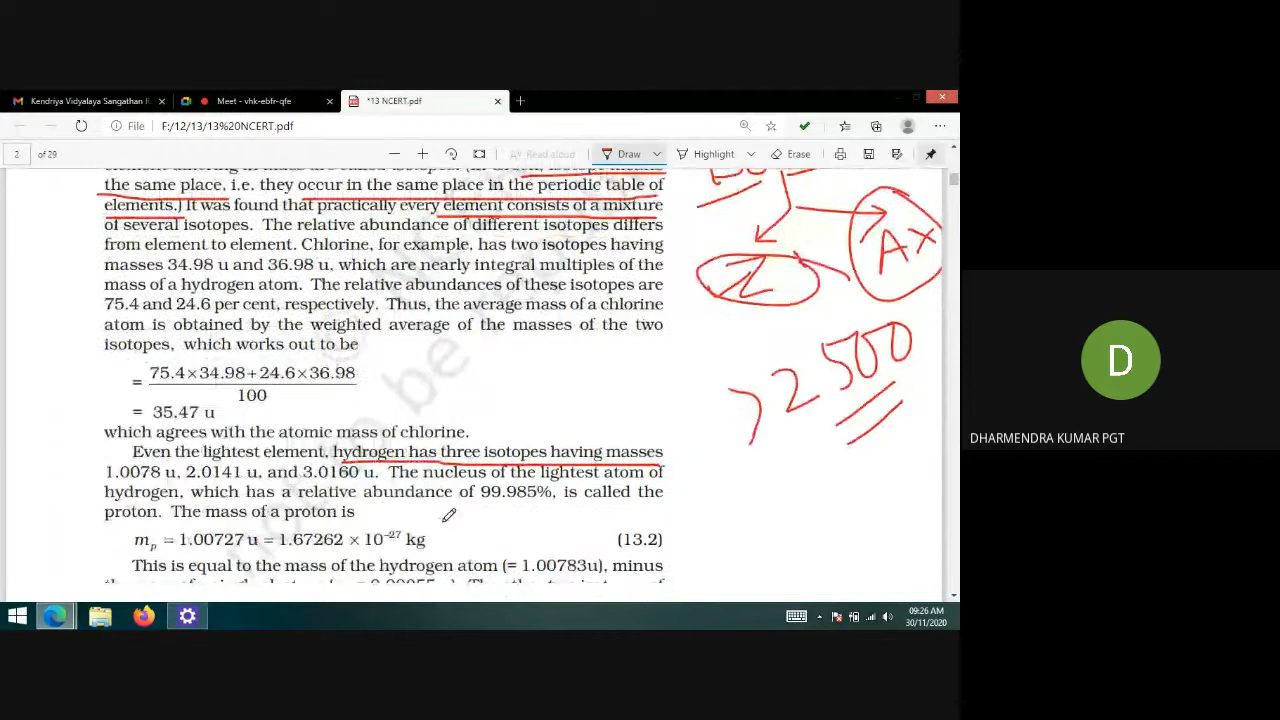 Kendriya Vidyalaya Sangathan R
Meet - vhk-ebfr-qfe
*13 NCERT.pdf
File F:/12/13/13%20NCERT.pdf
2 of 29 Read aloud Draw Highlight Erase
the same place, i.e. they occur in the same place in the periodic table of
elements.) It was found that practically every element consists of a mixture
of several isotopes. The relative abundance of different isotopes differs
from element to element. Chlorine, for example, has two isotopes having
masses 34.98 u and 36.98 u, which are nearly integral multiples of the
mass of a hydrogen atom. The relative abundances of these isotopes are
75.4 and 24.6 per cent, respectively. Thus, the average mass of a chlorine
atom is obtained by the weighted average of the masses of the two
isotopes, which works out to be
= 75.4×34.98+24.6×36.98
100
= 35.47 u
which agrees with the atomic mass of chlorine.
Even the lightest element, hydrogen has three isotopes having masses
1.0078 u, 2.0141 u, and 3.0160 u. The nucleus of the lightest atom of
hydrogen, which has a relative abundance of 99.985%, is called the
proton. The mass of a proton is
mp = 1.00727 u = 1.67262 × 10−27 kg (13.2)
This is equal to the mass of the hydrogen atom (= 1.00783u), minus
Z
AX
2500
D
DHARMENDRA KUMAR PGT
09:26 AM
30/11/2020